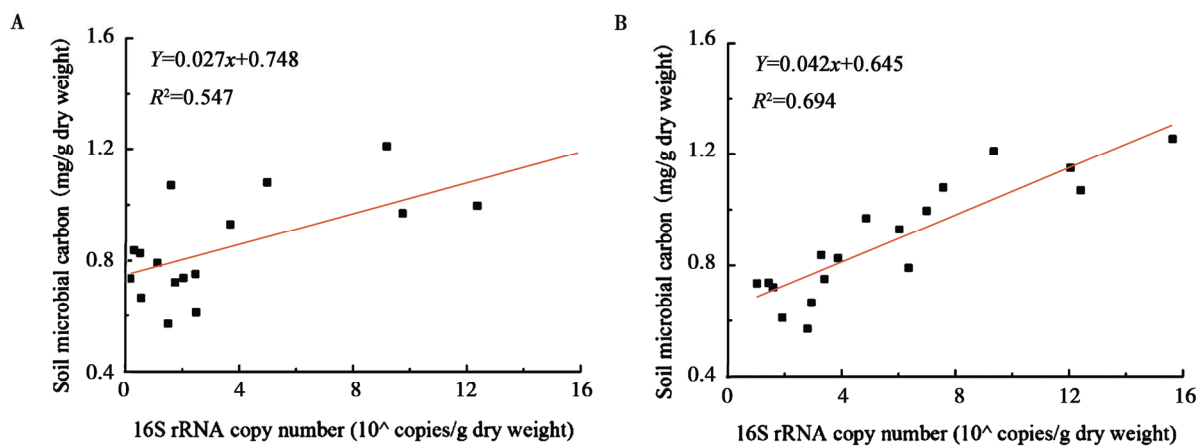 A
Soil microbial carbon (mg/g dry weight)
1.6
1.2
0.8
0.4
Y=0.027x+0.748
R²=0.547
0
4
8
12
16
16S rRNA copy number (10^ copies/g dry weight)
B
Soil microbial carbon (mg/g dry weight)
1.6
1.2
0.8
0.4
Y=0.042x+0.645
R²=0.694
0
4
8
12
16
16S rRNA copy number (10^ copies/g dry weight)